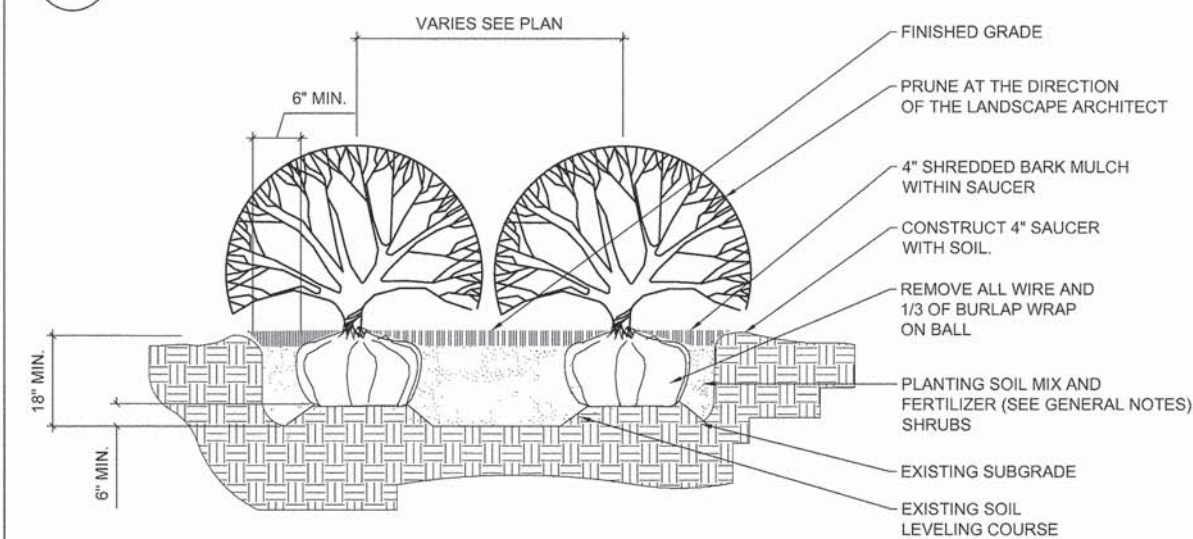 VARIES SEE PLAN
6" MIN.
18" MIN.
6" MIN.
FINISHED GRADE
PRUNE AT THE DIRECTION
OF THE LANDSCAPE ARCHITECT
4" SHREDDED BARK MULCH
WITHIN SAUCER
CONSTRUCT 4" SAUCER
WITH SOIL.
REMOVE ALL WIRE AND
1/3 OF BURLAP WRAP
ON BALL
PLANTING SOIL MIX AND
FERTILIZER (SEE GENERAL NOTES)
SHRUBS
EXISTING SUBGRADE
EXISTING SOIL
LEVELING COURSE